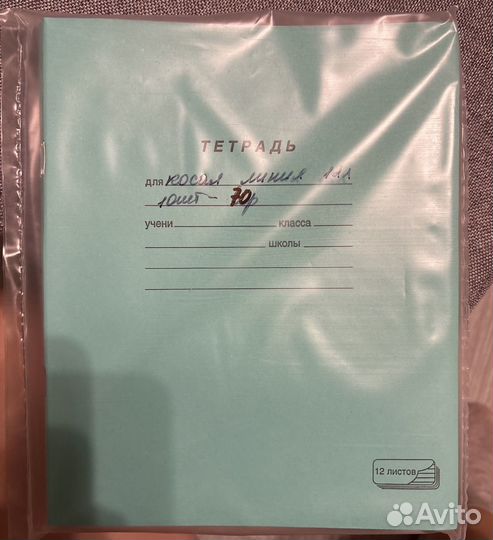 ТЕТРАДЬ
для косая линия
10шт - 70р
учени класса
школы
12 листов
Avito